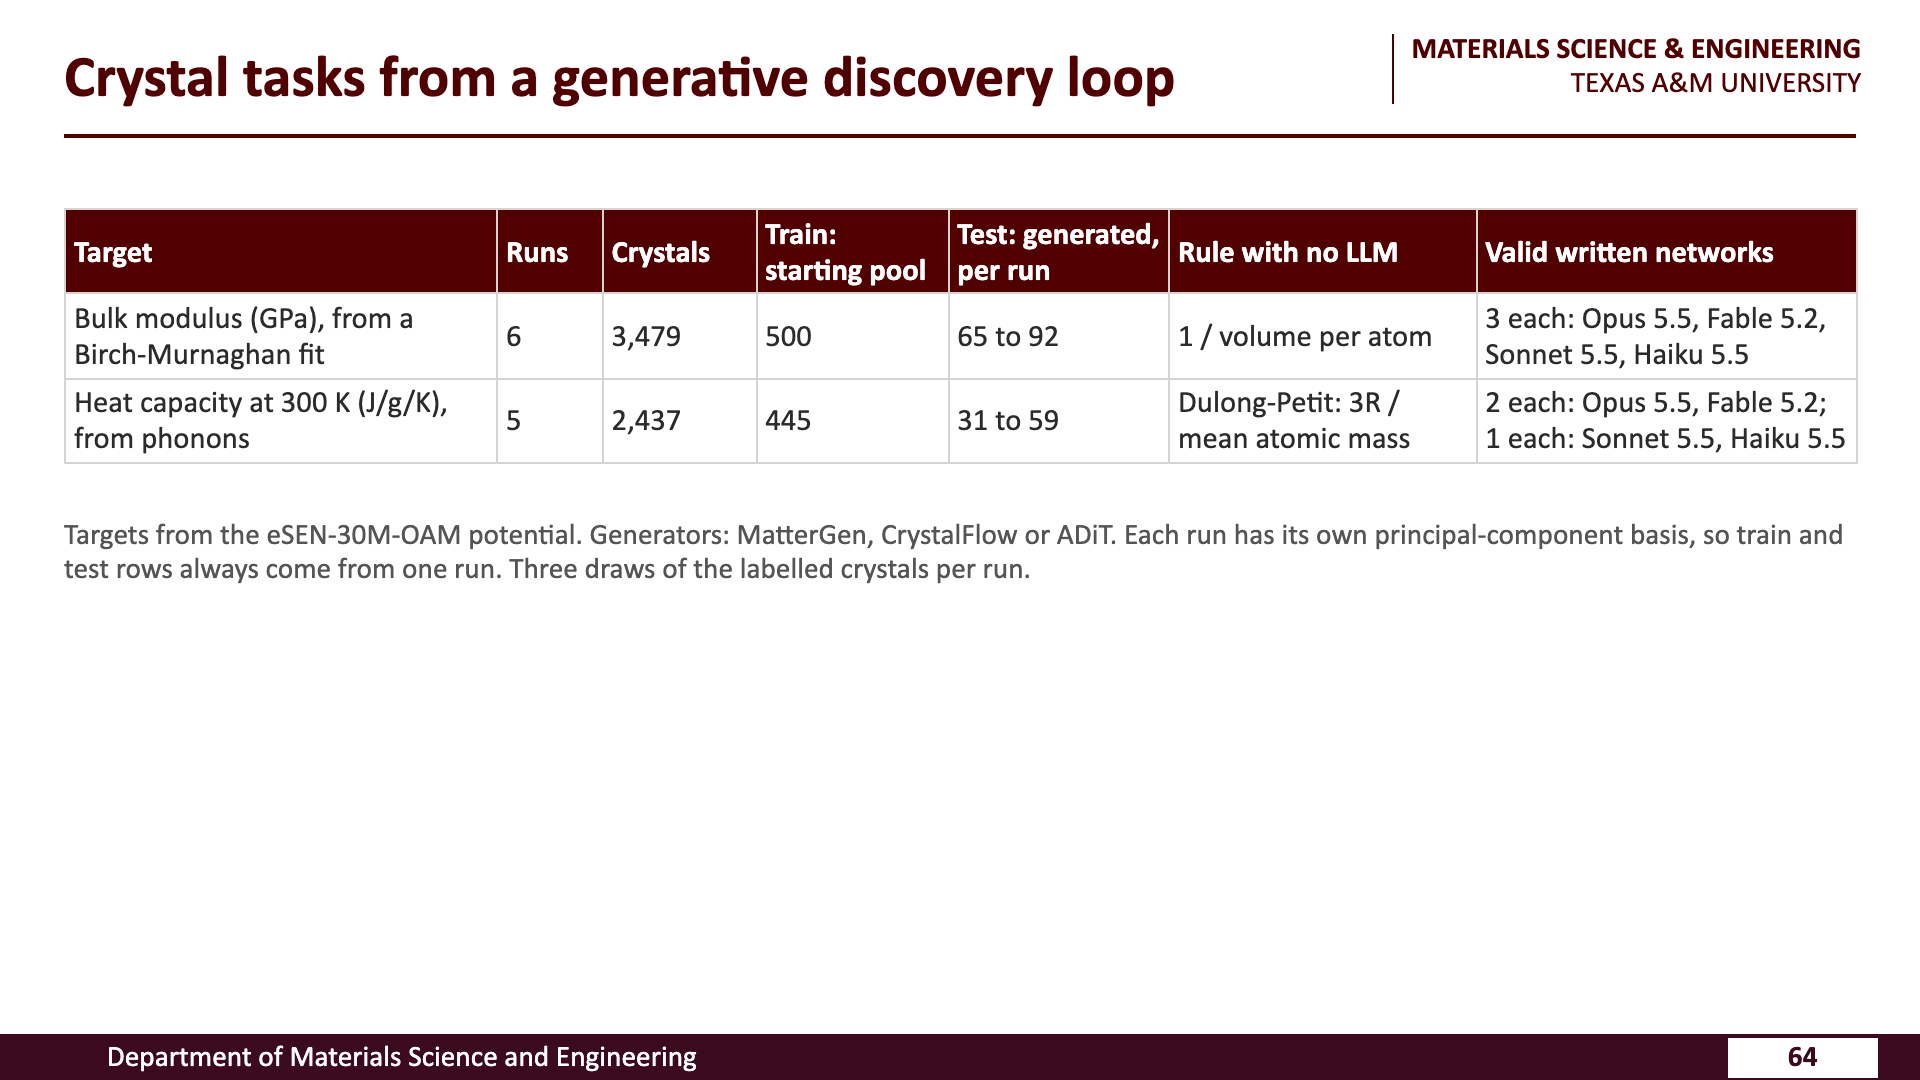 Crystal tasks from a generative discovery loop
MATERIALS SCIENCE & ENGINEERING
TEXAS A&M UNIVERSITY
Target
Runs
Crystals
Train:
starting pool
Test: generated,
per run
Rule with no LLM
Valid written networks
Bulk modulus (GPa), from a
Birch-Murnaghan fit
6
3,479
500
65 to 92
1 / volume per atom
3 each: Opus 5.5, Fable 5.2,
Sonnet 5.5, Haiku 5.5
Heat capacity at 300 K (J/g/K),
from phonons
5
2,437
445
31 to 59
Dulong-Petit: 3R /
mean atomic mass
2 each: Opus 5.5, Fable 5.2;
1 each: Sonnet 5.5, Haiku 5.5
Targets from the eSEN-30M-OAM potential. Generators: MatterGen, CrystalFlow or ADiT. Each run has its own principal-component basis, so train and
test rows always come from one run. Three draws of the labelled crystals per run.
Department of Materials Science and Engineering
64